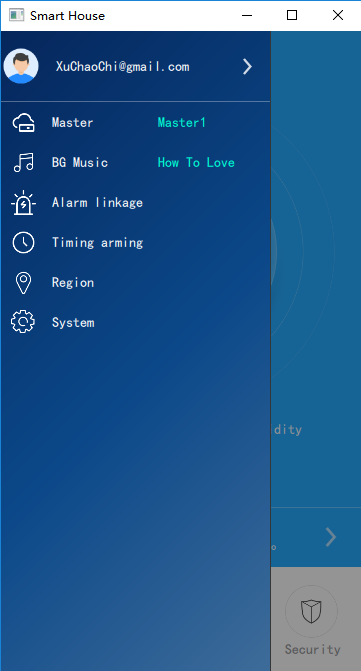 Smart House
XuChaoChi@gmail.com
Master Master1
BG Music How To Love
Alarm linkage
Timing arming
Region
System
dity
。
Security